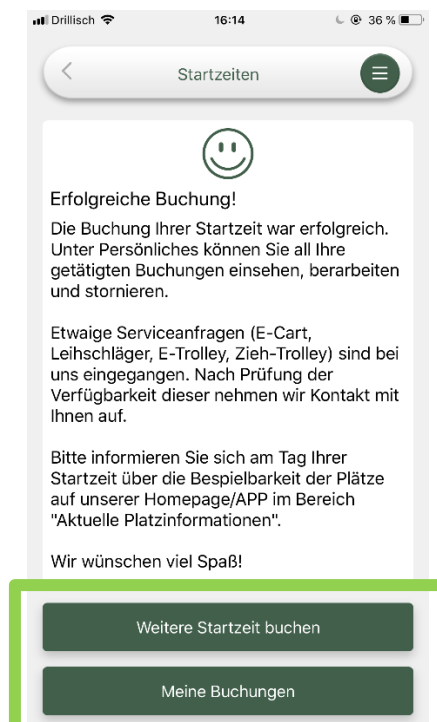 Drillisch 16:14 36 %
Startzeiten
Erfolgreiche Buchung!
Die Buchung Ihrer Startzeit war erfolgreich.
Unter Persönliches können Sie all Ihre
getätigten Buchungen einsehen, berarbeiten
und stornieren.
Etwaige Serviceanfragen (E-Cart,
Leihschläger, E-Trolley, Zieh-Trolley) sind bei
uns eingegangen. Nach Prüfung der
Verfügbarkeit dieser nehmen wir Kontakt mit
Ihnen auf.
Bitte informieren Sie sich am Tag Ihrer
Startzeit über die Bespielbarkeit der Plätze
auf unserer Homepage/APP im Bereich
"Aktuelle Platzinformationen".
Wir wünschen viel Spaß!
Weitere Startzeit buchen
Meine Buchungen